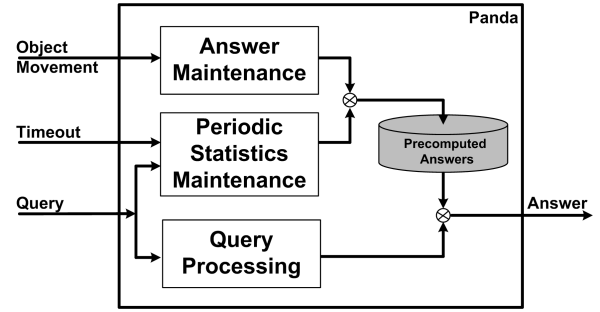 Panda
Object
Movement
Answer
Maintenance
Timeout
Periodic
Statistics
Maintenance
Precomputed
Answers
Query
Answer
Query
Processing